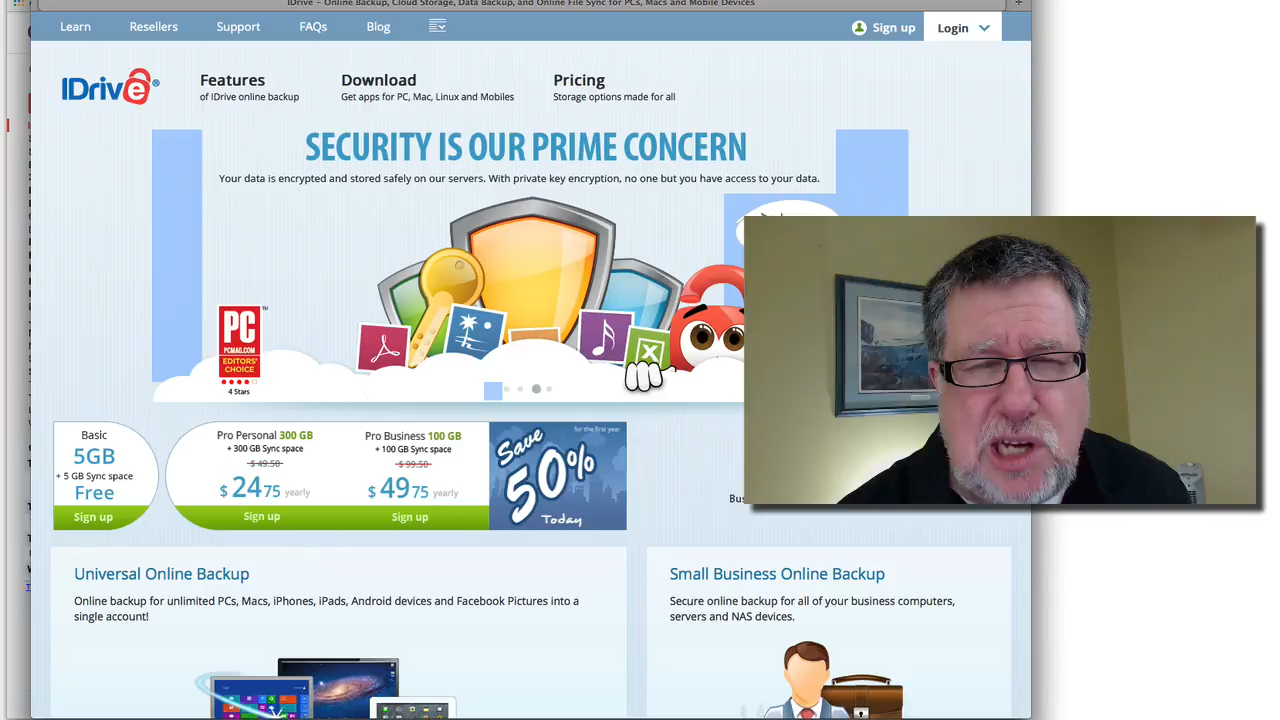 IDrive – Online Backup, Cloud Storage, Data Backup, and Online File Sync for PCs, Macs and Mobile Devices
Learn Resellers Support FAQs Blog Sign up Login
IDrive® Features Download Pricing
of IDrive online backup Get apps for PC, Mac, Linux and Mobiles Storage options made for all
SECURITY IS OUR PRIME CONCERN
Your data is encrypted and stored safely on our servers. With private key encryption, no one but you have access to your data.
PC
PCMAG.COM
EDITORS'
CHOICE
4 Stars
Basic
5GB
+ 5 GB Sync space
Free
Sign up
Pro Personal 300 GB
+ 300 GB Sync space
$ 49.50
$ 24.75 yearly
Sign up
Pro Business 100 GB
+ 100 GB Sync space
$ 99.50
$ 49.75 yearly
Sign up
for the first year
Save
50%
Today
Universal Online Backup
Online backup for unlimited PCs, Macs, iPhones, iPads, Android devices and Facebook Pictures into a
single account!
Small Business Online Backup
Secure online backup for all of your business computers,
servers and NAS devices.